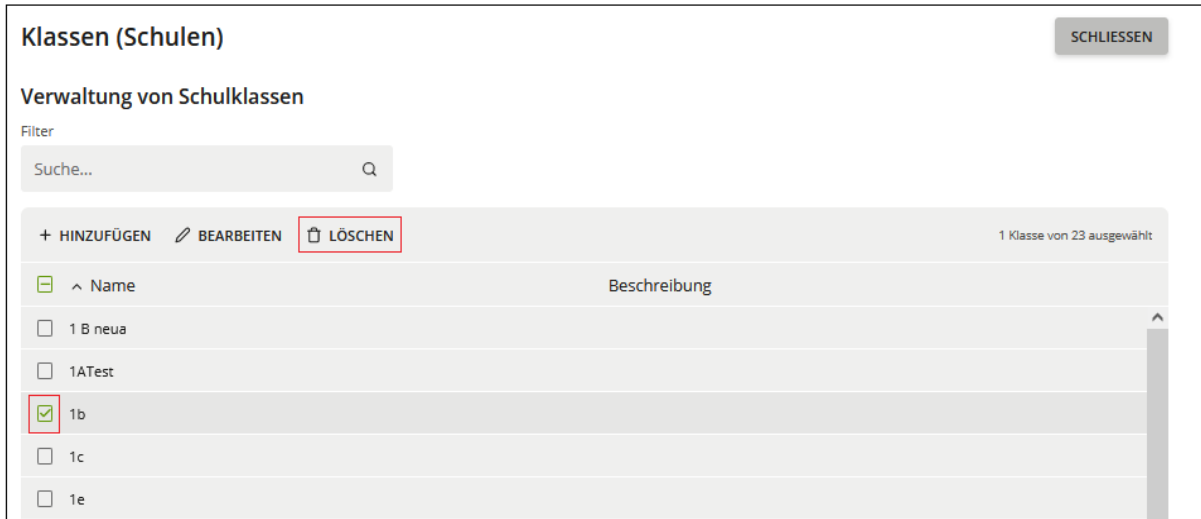 Klassen (Schulen)
SCHLIESSEN
Verwaltung von Schulklassen
Filter
Suche...
+ HINZUFÜGEN BEARBEITEN LÖSCHEN 1 Klasse von 23 ausgewählt
Name Beschreibung
1 B neua
1ATest
1b
1c
1e